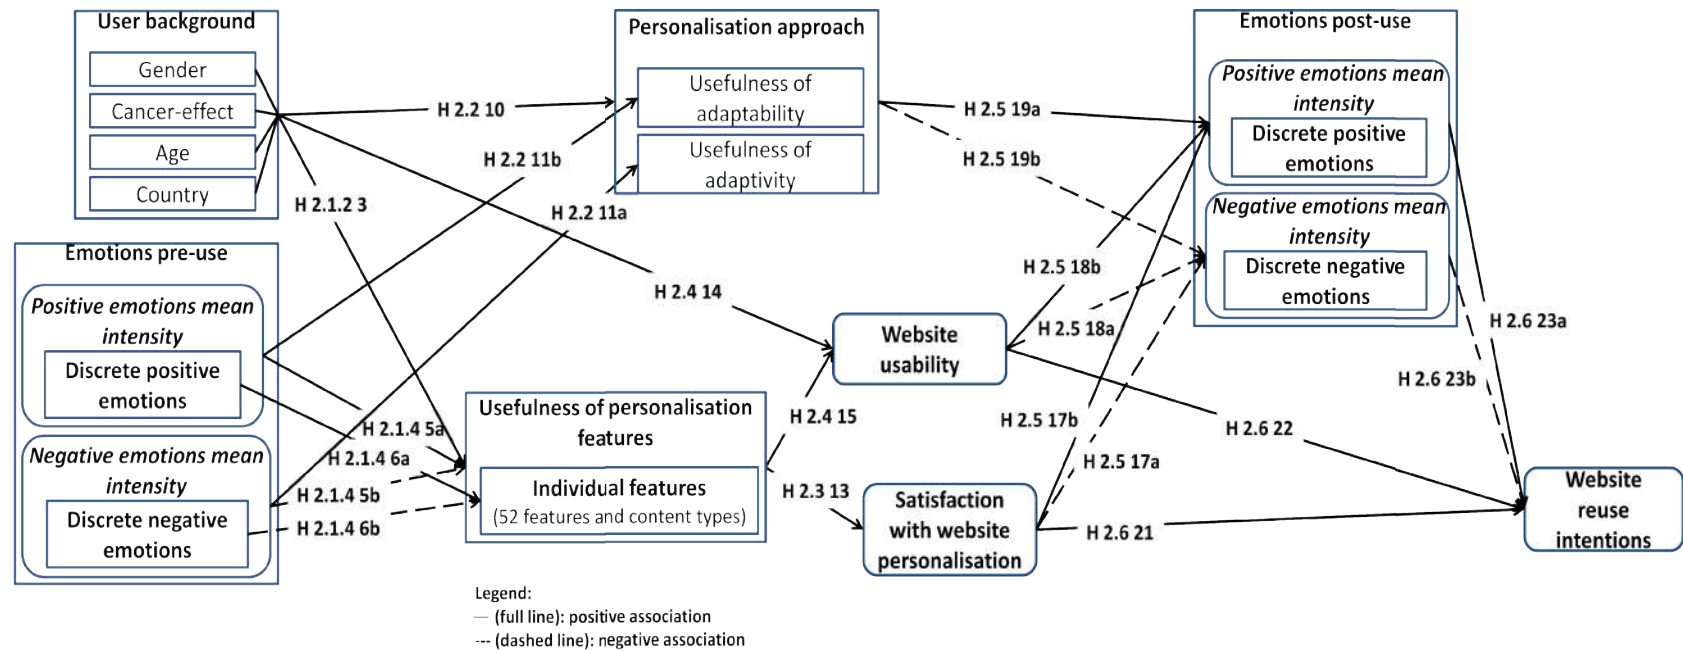 User background
Gender
Cancer-effect
Age
Country
Personalisation approach
Usefulness of
adaptability
Usefulness of
adaptivity
Emotions post-use
Positive emotions mean
intensity
Discrete positive
emotions
Negative emotions mean
intensity
Discrete negative
emotions
Emotions pre-use
Positive emotions mean
intensity
Discrete positive
emotions
Negative emotions mean
intensity
Discrete negative
emotions
H 2.2 10
H 2.2 11b
H 2.1.2 3
H 2.2 11a
H 2.5 19a
H 2.5 19b
H 2.4 14
H 2.5 18b
H 2.5 18a
H 2.6 23a
H 2.6 23b
Website
usability
Usefulness of personalisation
features
Individual features
(52 features and content types)
H 2.1.4 5a
H 2.1.4 6a
H 2.1.4 5b
H 2.1.4 6b
H 2.4 15
H 2.3 13
H 2.5 17b
H 2.5 17a
H 2.6 22
H 2.6 21
Satisfaction
with website
personalisation
Website
reuse
intentions
Legend:
— (full line): positive association
--- (dashed line): negative association